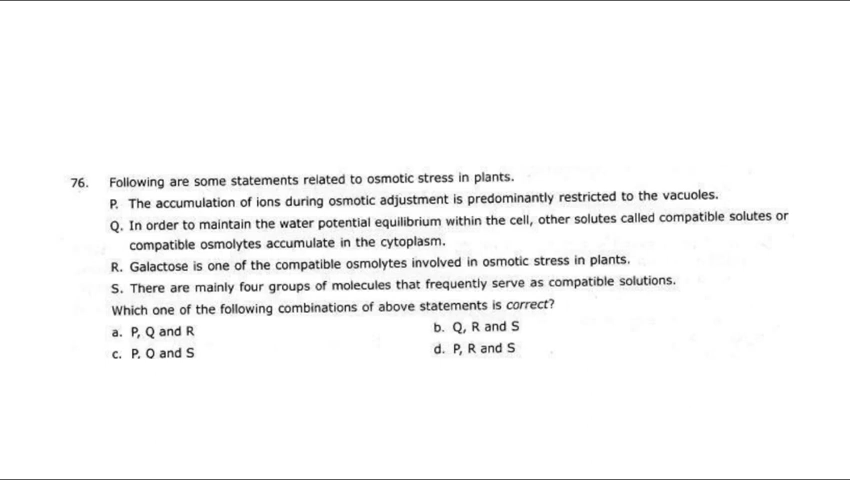 76. Following are some statements related to osmotic stress in plants.
P. The accumulation of ions during osmotic adjustment is predominantly restricted to the vacuoles.
Q. In order to maintain the water potential equilibrium within the cell, other solutes called compatible solutes or
compatible osmolytes accumulate in the cytoplasm.
R. Galactose is one of the compatible osmolytes involved in osmotic stress in plants.
S. There are mainly four groups of molecules that frequently serve as compatible solutions.
Which one of the following combinations of above statements is correct?
a. P, Q and R b. Q, R and S
c. P. Q and S d. P, R and S